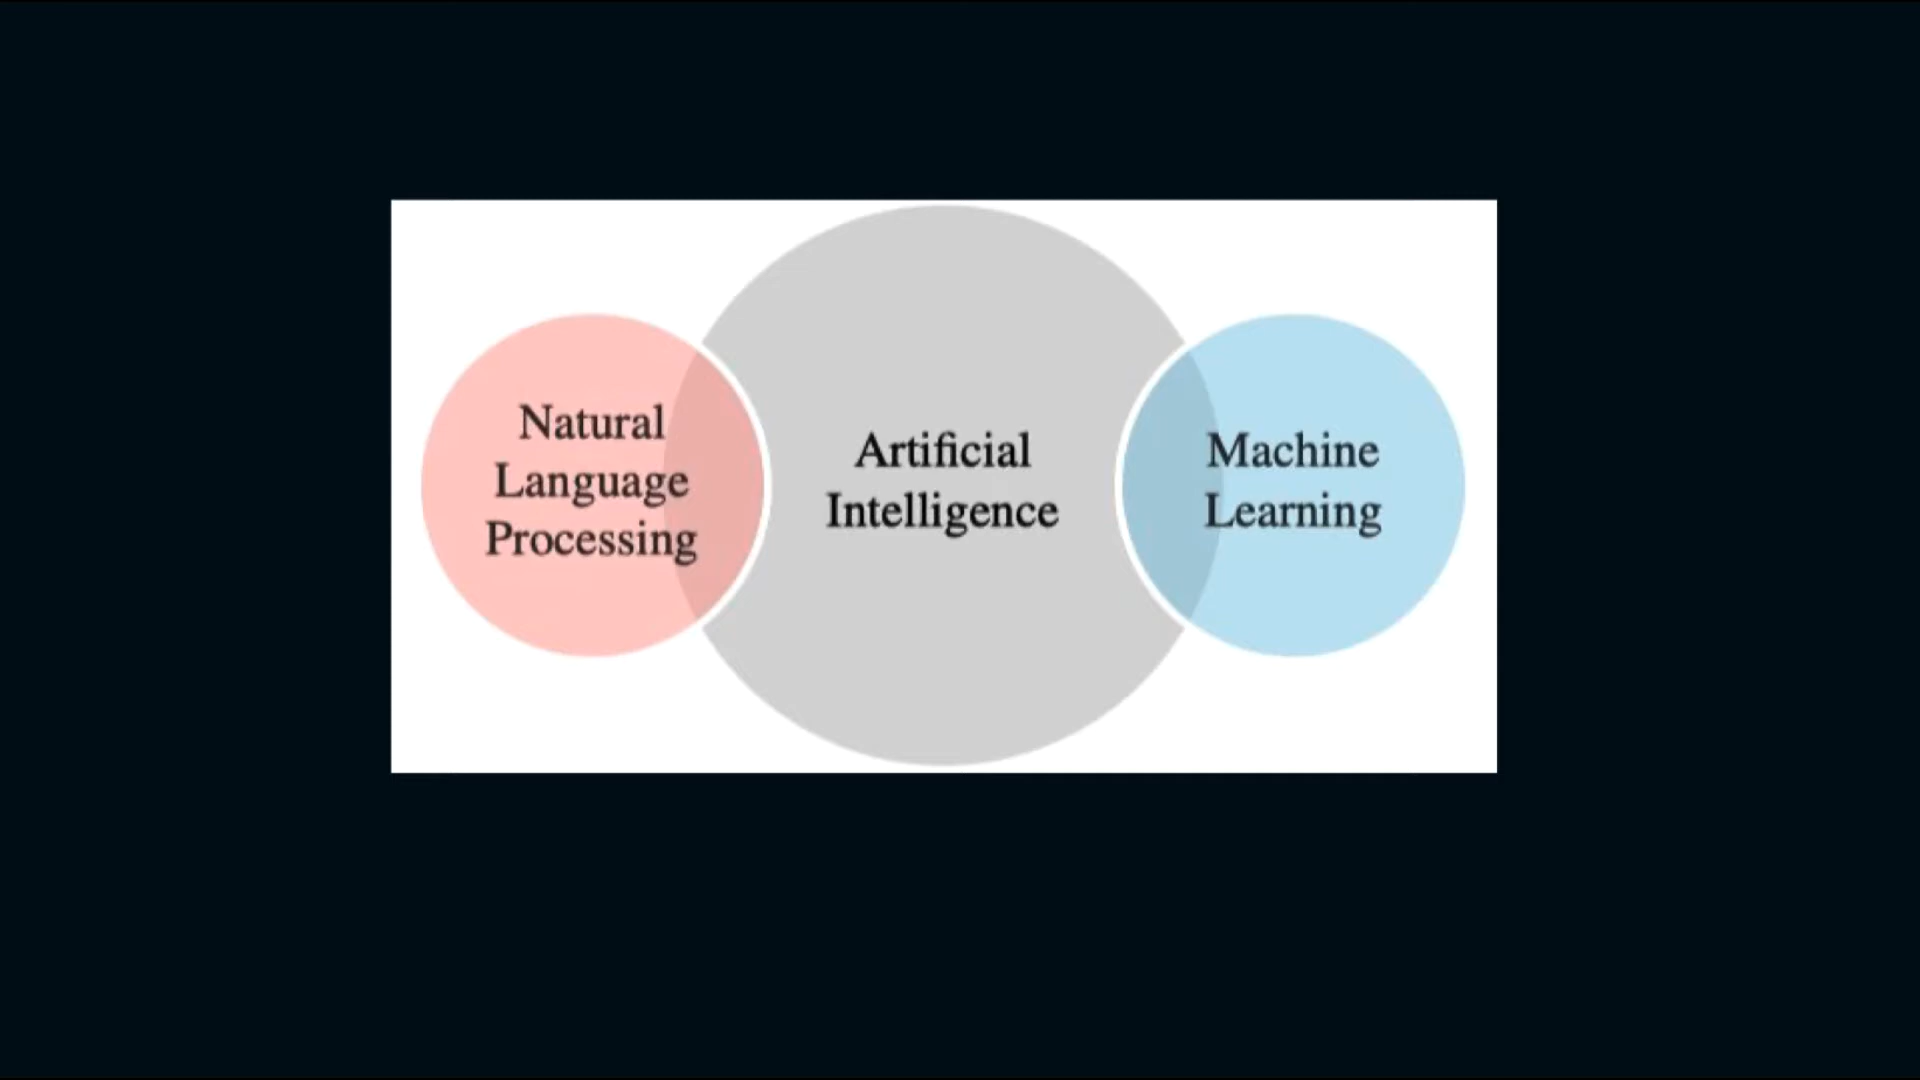 Natural
Language
Processing
Artificial
Intelligence
Machine
Learning